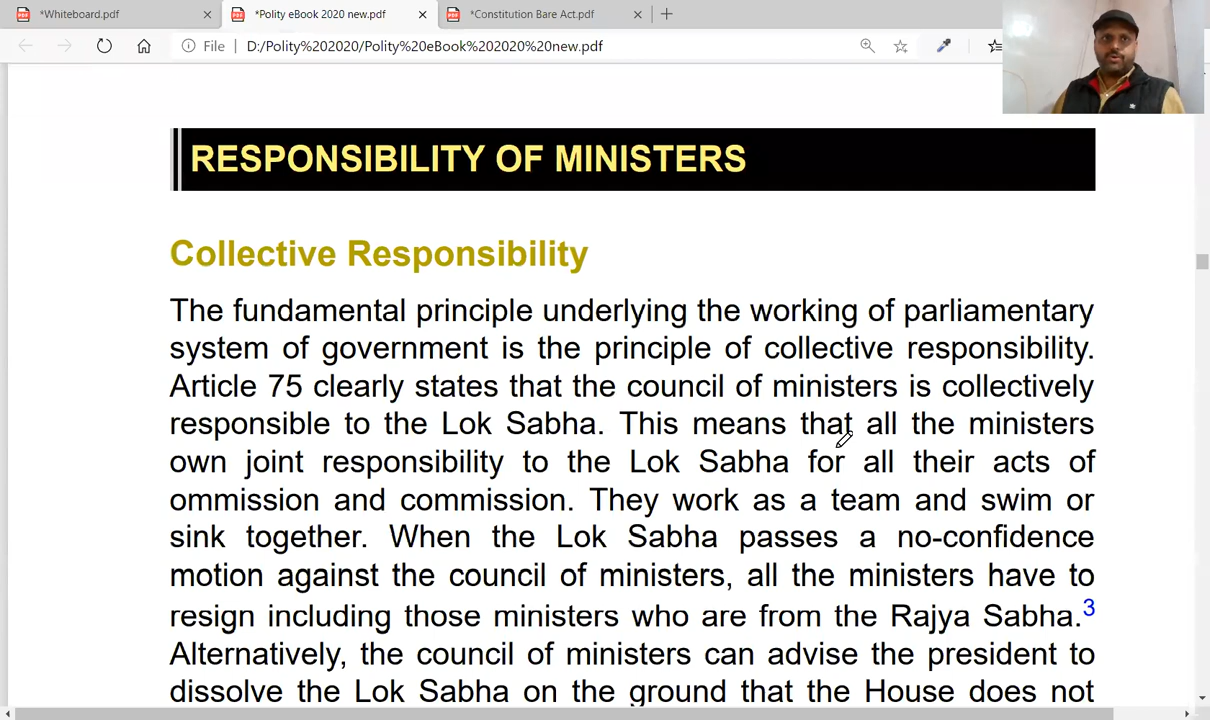 *Whiteboard.pdf
*Polity eBook 2020 new.pdf
*Constitution Bare Act.pdf
File
D:/Polity%202020/Polity%20eBook%202020%20new.pdf
RESPONSIBILITY OF MINISTERS
Collective Responsibility
The fundamental principle underlying the working of parliamentary
system of government is the principle of collective responsibility.
Article 75 clearly states that the council of ministers is collectively
responsible to the Lok Sabha. This means that all the ministers
own joint responsibility to the Lok Sabha for all their acts of
ommission and commission. They work as a team and swim or
sink together. When the Lok Sabha passes a no-confidence
motion against the council of ministers, all the ministers have to
resign including those ministers who are from the Rajya Sabha.3
Alternatively, the council of ministers can advise the president to
dissolve the Lok Sabha on the ground that the House does not